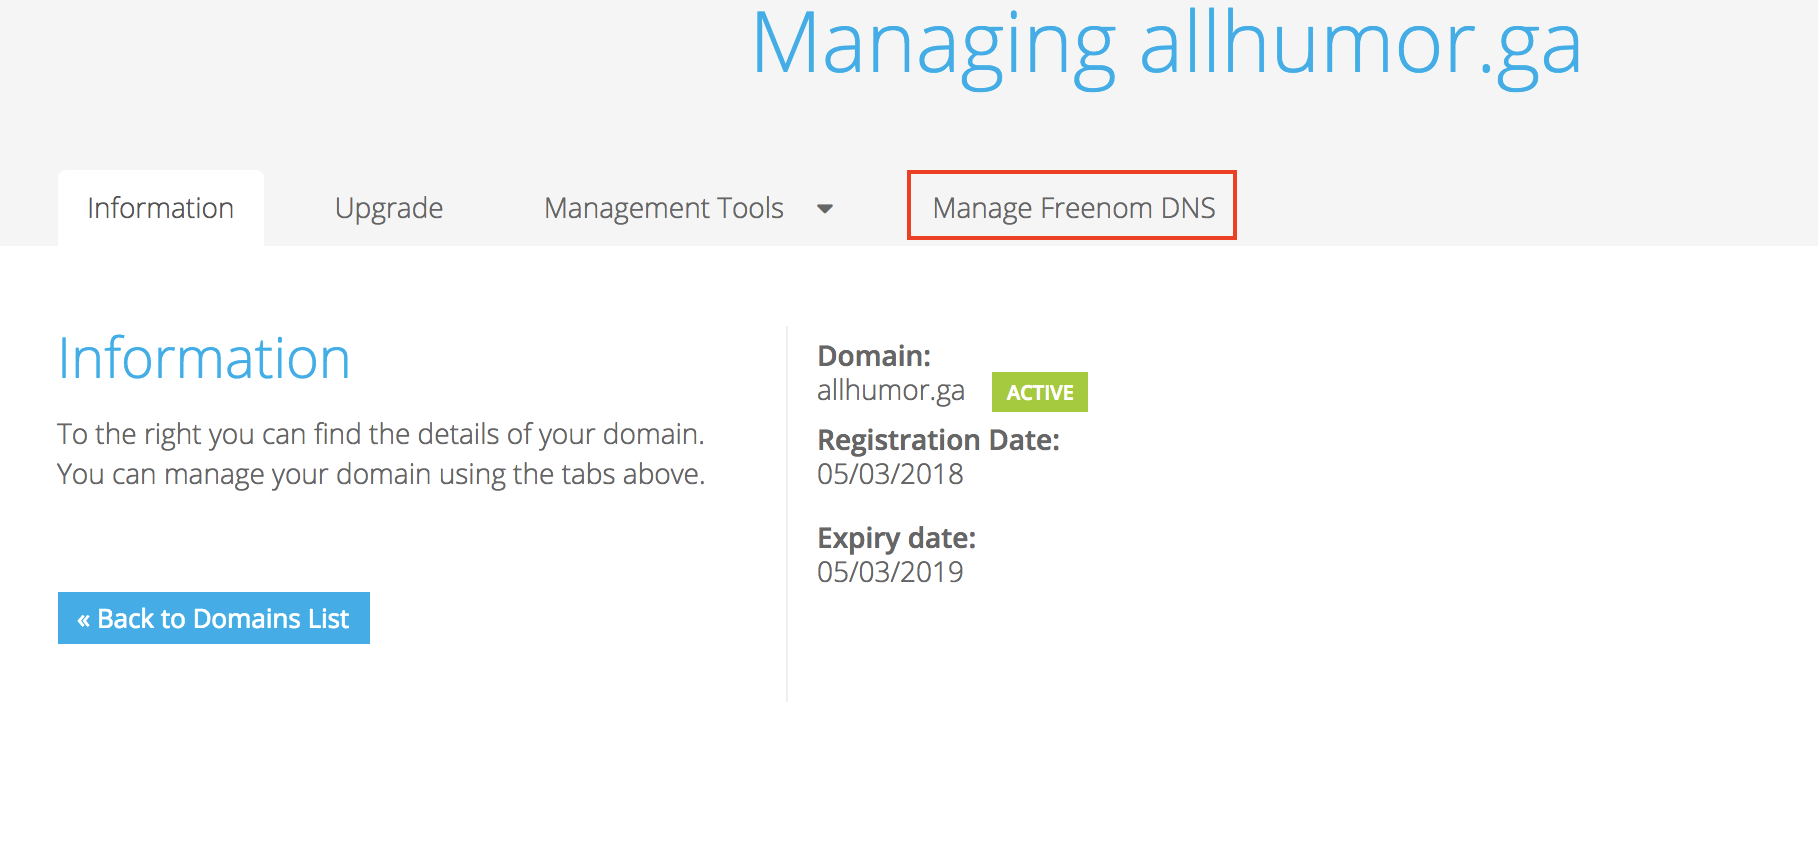 Managing allhumor.ga
Information
Upgrade
Management Tools
Manage Freenom DNS
Information
To the right you can find the details of your domain.
You can manage your domain using the tabs above.
« Back to Domains List
Domain:
allhumor.ga ACTIVE
Registration Date:
05/03/2018
Expiry date:
05/03/2019